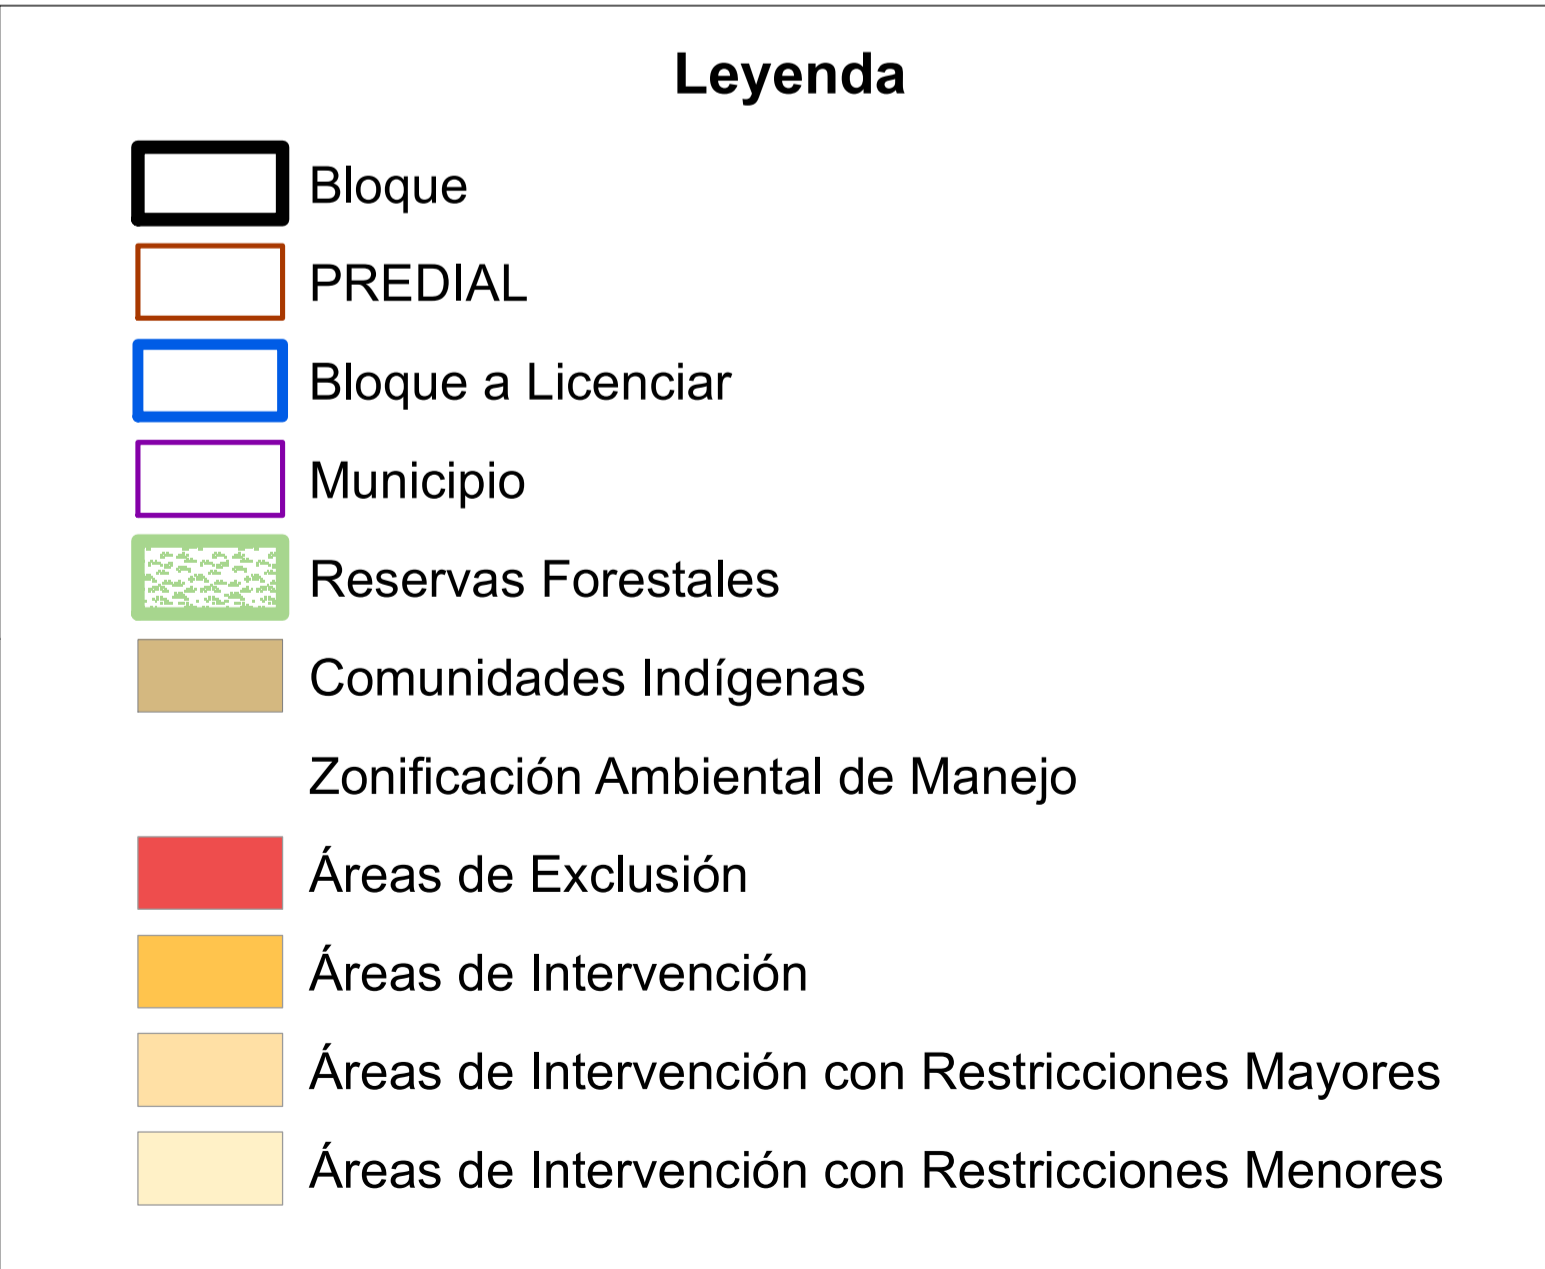 Leyenda
Bloque
PREDIAL
Bloque a Licenciar
Municipio
Reservas Forestales
Comunidades Indígenas
Zonificación Ambiental de Manejo
Áreas de Exclusión
Áreas de Intervención
Áreas de Intervención con Restricciones Mayores
Áreas de Intervención con Restricciones Menores